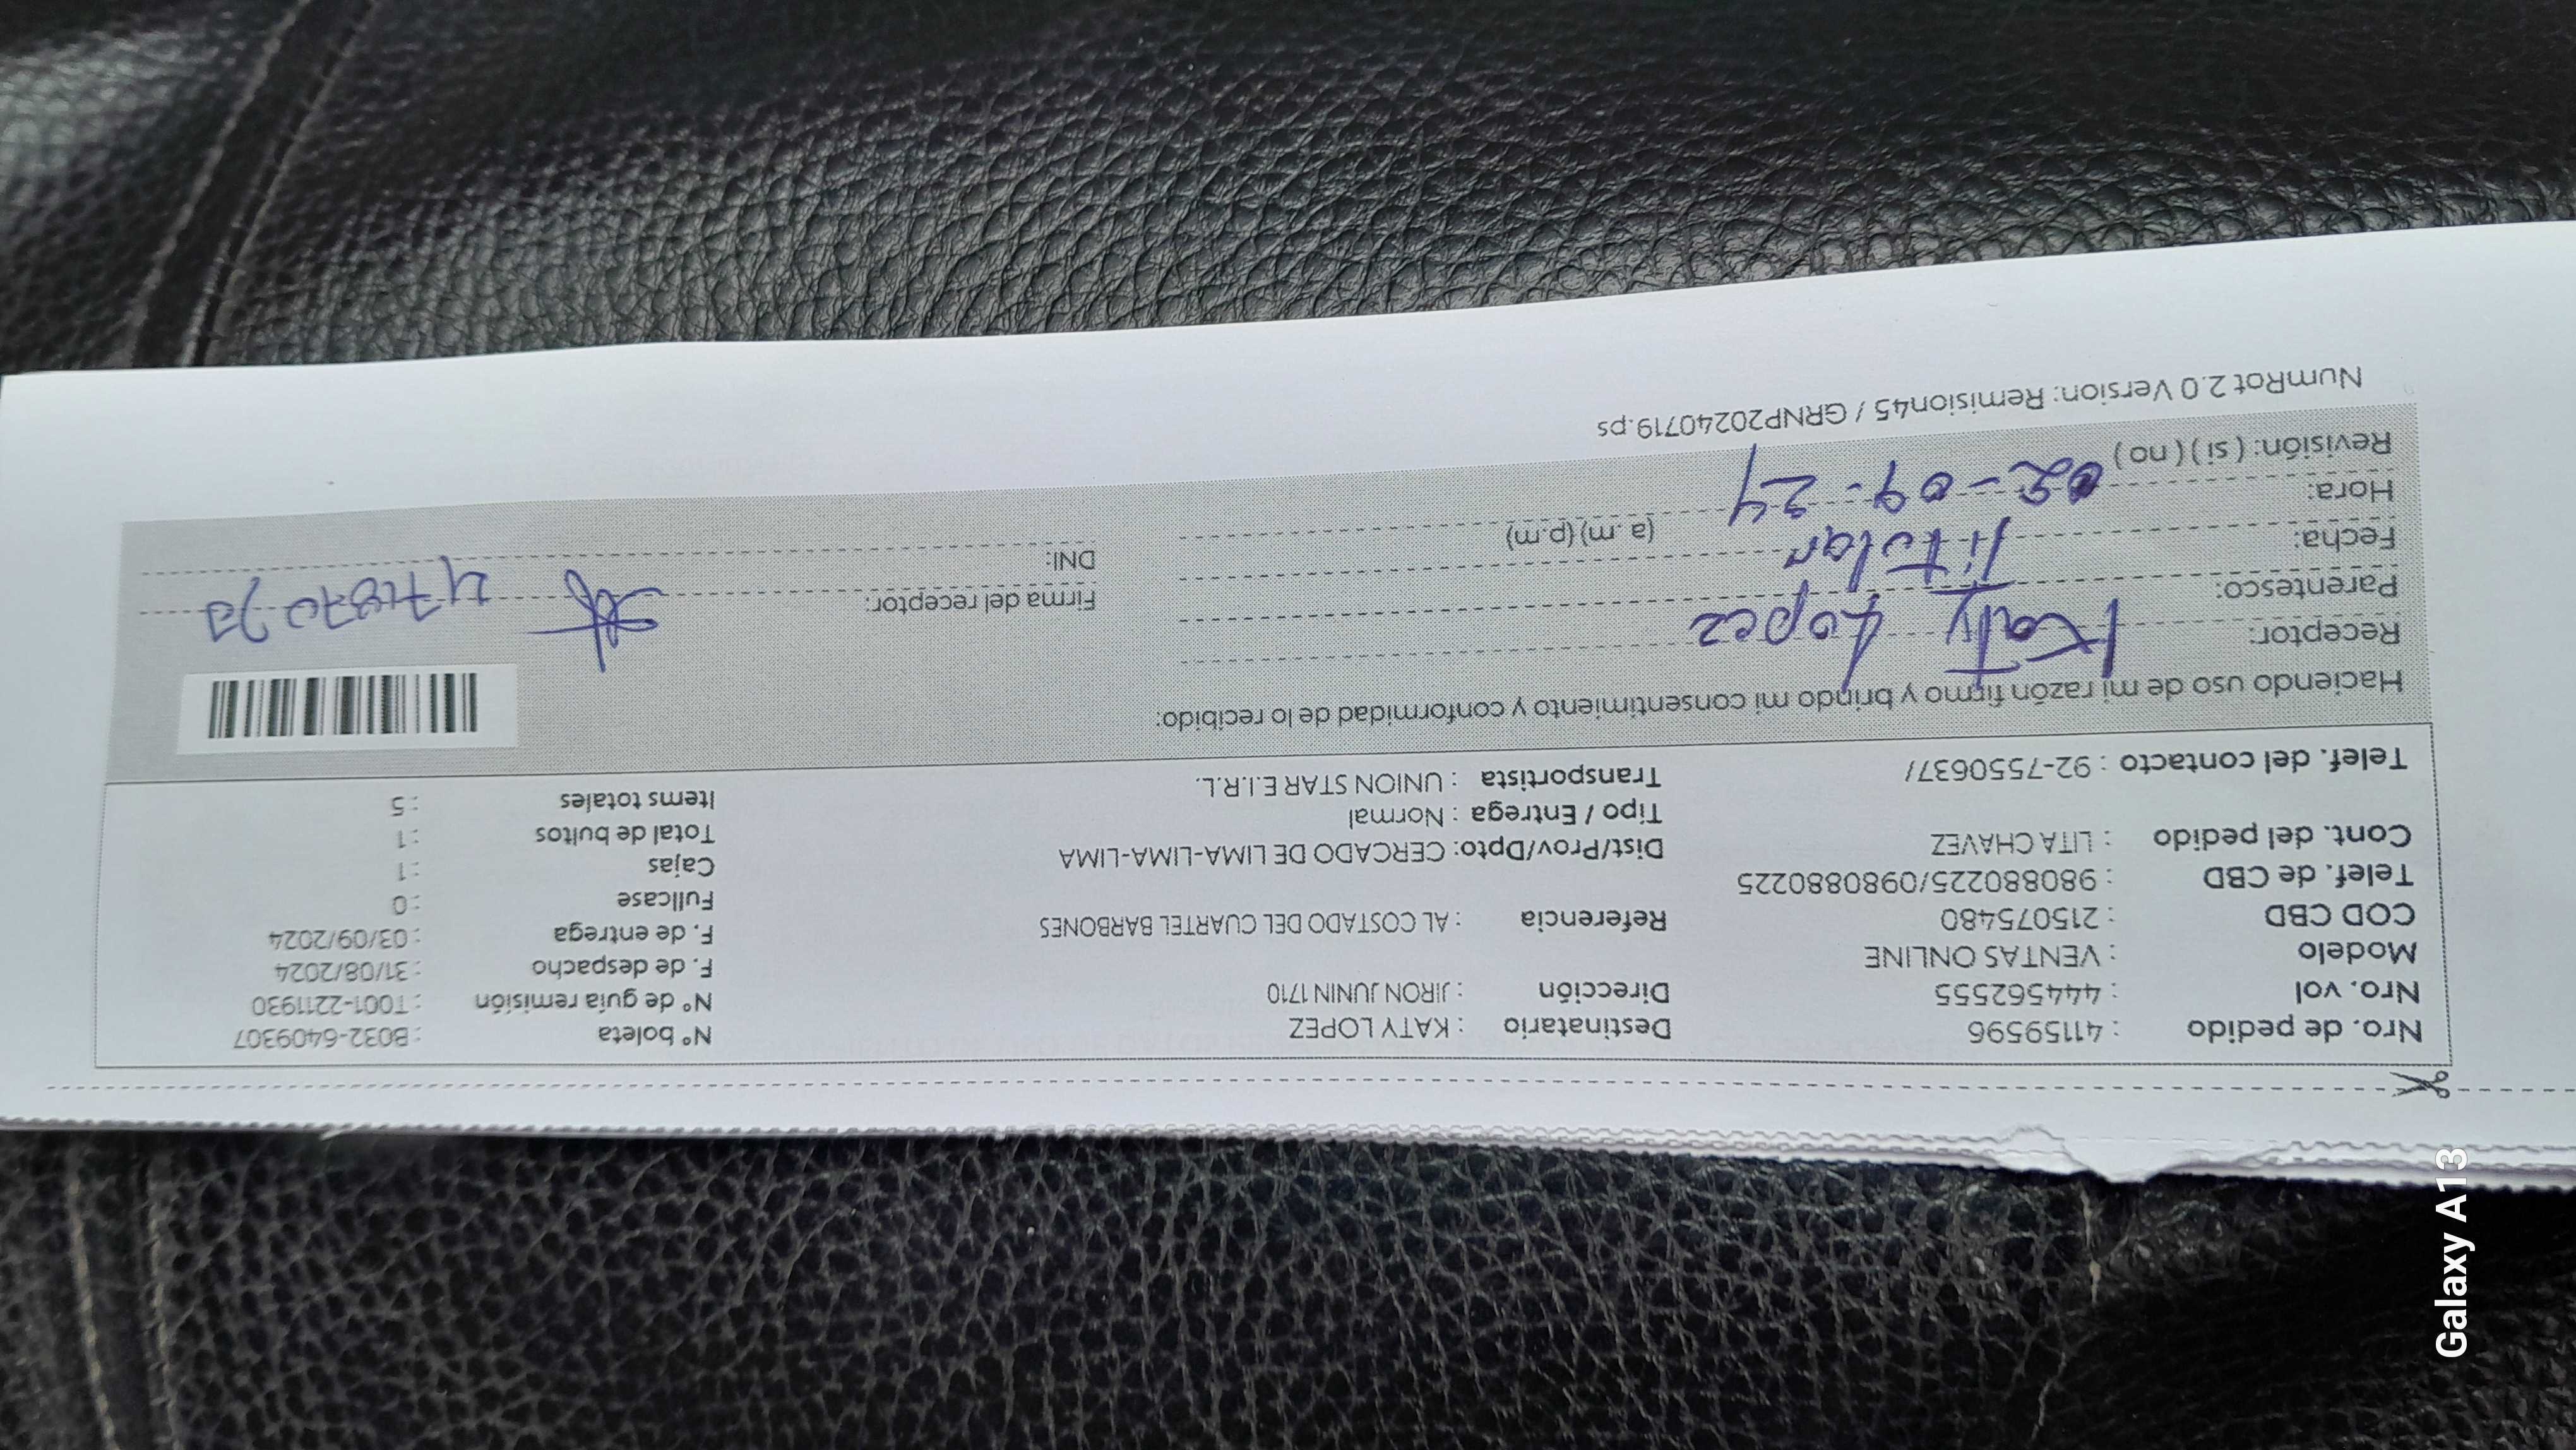 Nro. de pedido : 41159596 Destinatario : KATY LOPEZ N° boleta : B032-6409307
Nro. vol : 444562555 Dirección : JIRON JUNIN 1710 N° de guía remisión : T001-2211930
Modelo : VENTAS ONLINE F. de despacho : 31/08/2024
COD CBD : 215075480 Referencia : AL COSTADO DEL CUARTEL BARBONES F. de entrega : 03/09/2024
Telef. de CBD : 980880225/0980880225 Fullcase : 0
Cont. del pedido : LITA CHAVEZ Dist/Prov/Dpto: CERCADO DE LIMA-LIMA-LIMA Cajas : 1
Tipo / Entrega : Normal Total de bultos : 1
Telef. del contacto : 92-7550637/ Transportista : UNION STAR E.I.R.L. Items totales : 5
Haciendo uso de mi razón firmo y brindo mi consentimiento y conformidad de lo recibido:
Receptor: Katy Lopez
Parentesco: Titular Firma del receptor:
Fecha: 02-09-24 DNI:
Hora: (a.m) (p.m)
Revisión: ( si ) ( no )
NumRot 2.0 Version: Remision45 / GRNP20240719.ps
Galaxy A13